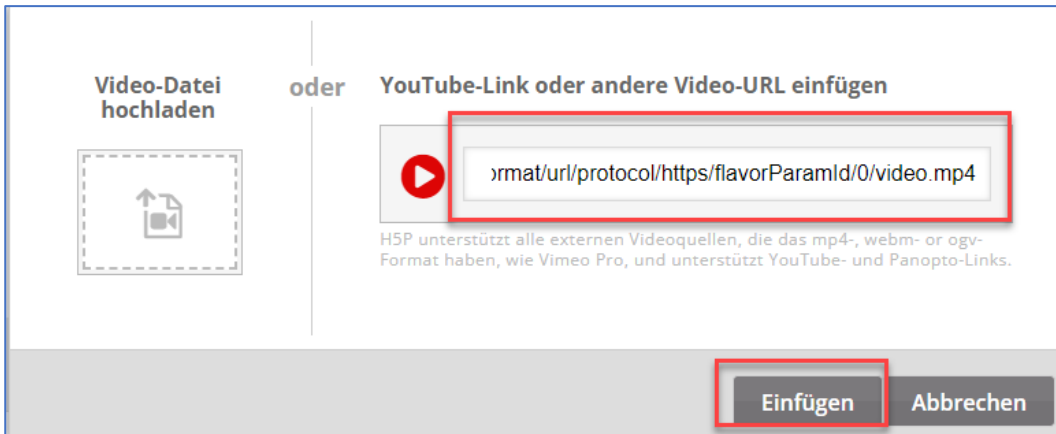 Video-Datei
hochladen
oder
YouTube-Link oder andere Video-URL einfügen
ormat/url/protocol/https/flavorParamId/0/video.mp4
H5P unterstützt alle externen Videoquellen, die das mp4-, webm- or ogv-
Format haben, wie Vimeo Pro, und unterstützt YouTube- und Panopto-Links.
Einfügen
Abbrechen